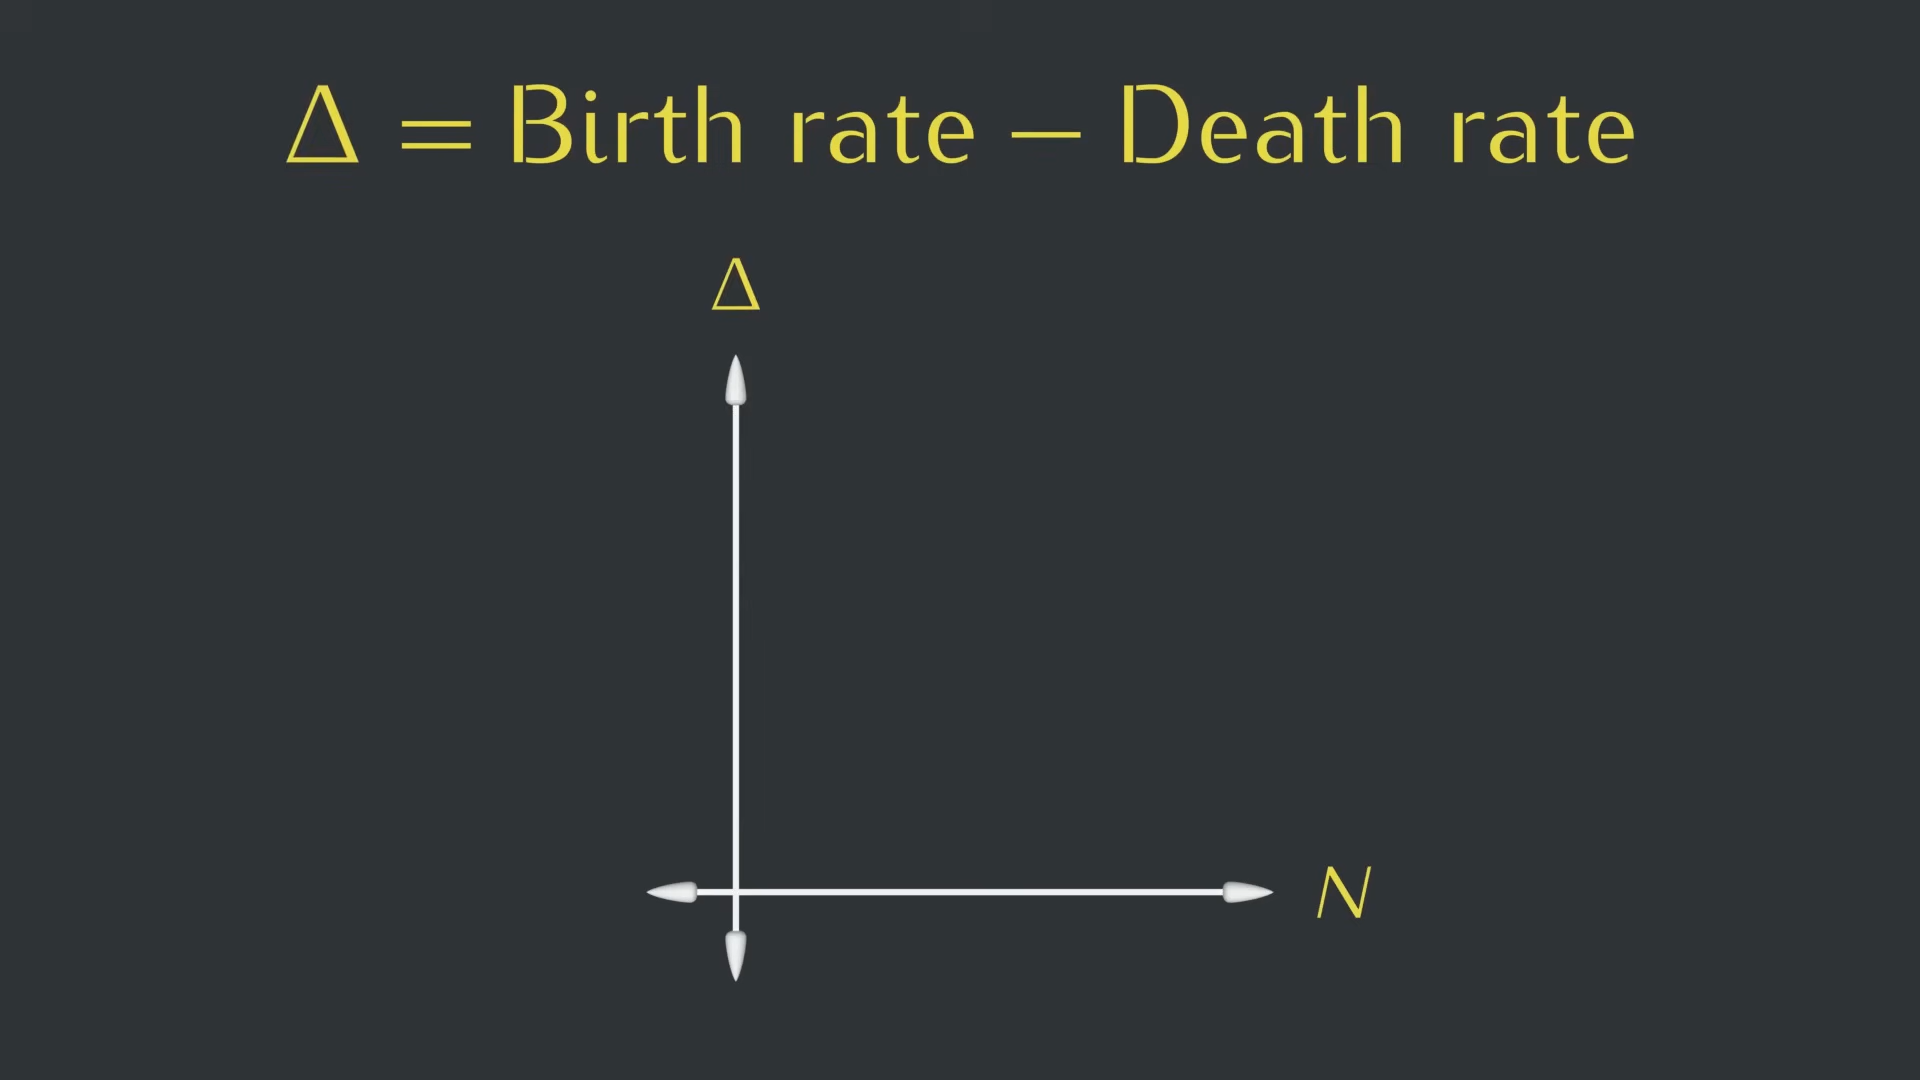 Δ = Birth rate – Death rate
Δ
N